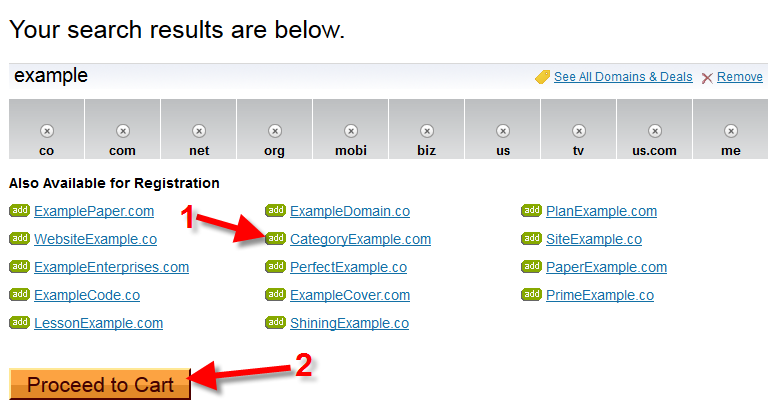 Your search results are below.
example See All Domains & Deals Remove
co com net org mobi biz us tv us.com me
Also Available for Registration
add ExamplePaper.com 1 add ExampleDomain.co add PlanExample.com
add WebsiteExample.co add CategoryExample.com add SiteExample.co
add ExampleEnterprises.com add PerfectExample.co add PaperExample.com
add ExampleCode.co add ExampleCover.com add PrimeExample.co
add LessonExample.com add ShiningExample.co
Proceed to Cart 2